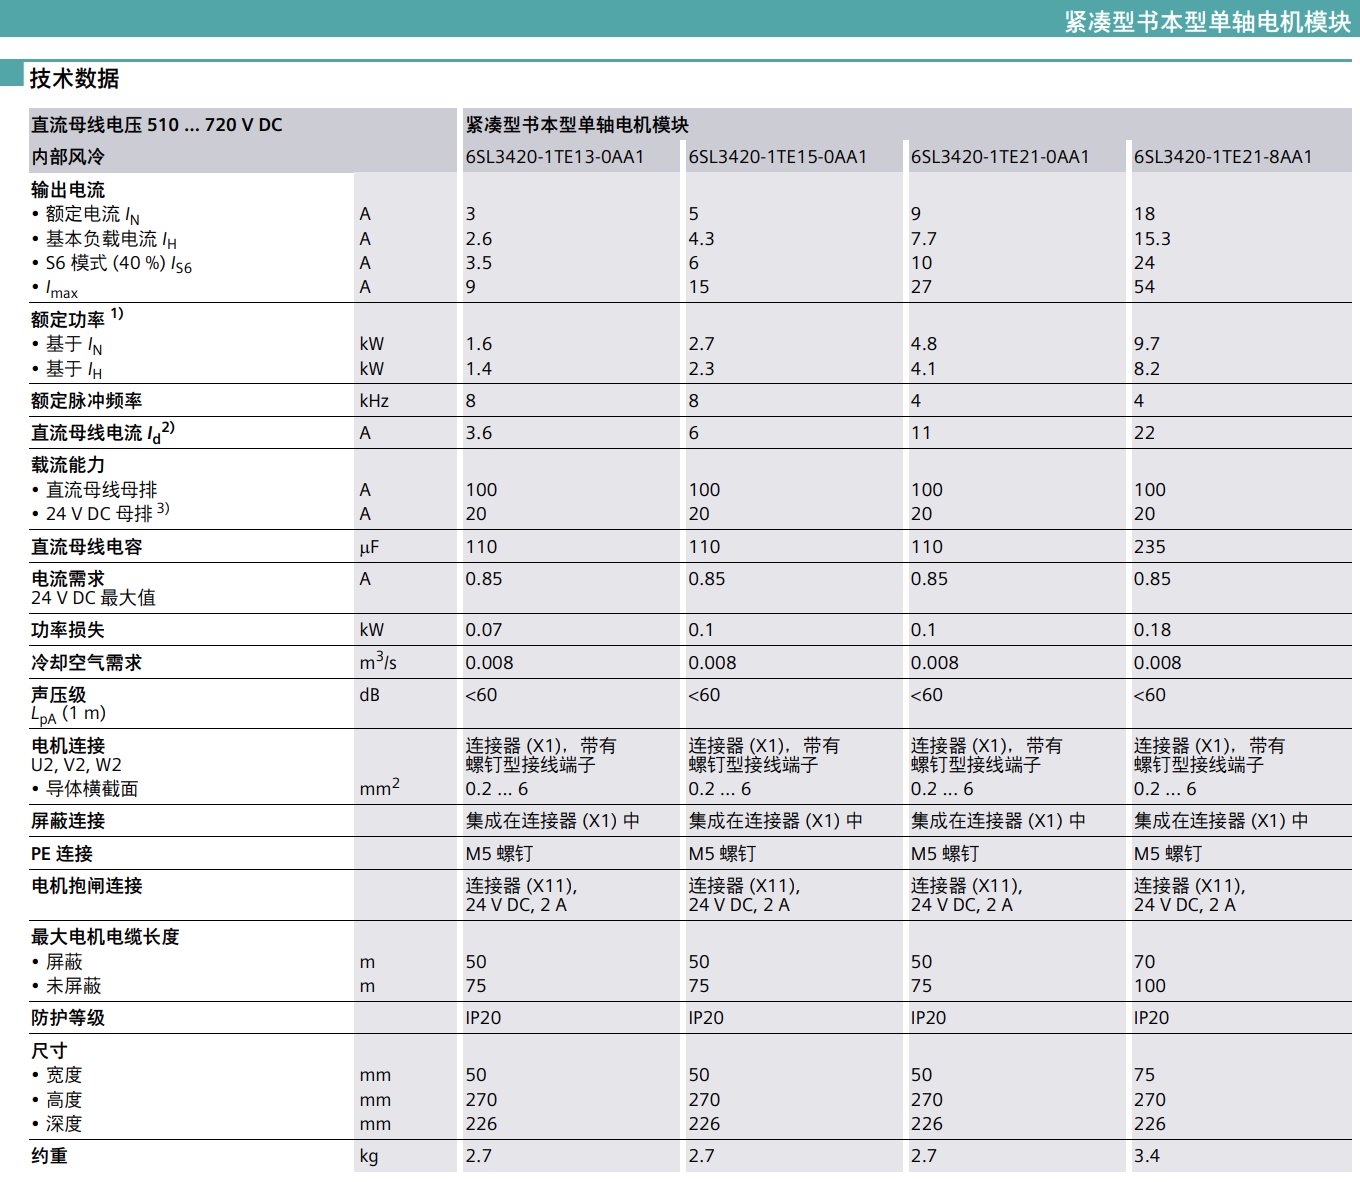 紧凑型书本型单轴电机模块
技术数据
直流母线电压 510 ... 720 V DC 紧凑型书本型单轴电机模块
内部风冷 6SL3420-1TE13-0AA1 6SL3420-1TE15-0AA1 6SL3420-1TE21-0AA1 6SL3420-1TE21-8AA1
输出电流
• 额定电流 IN A 3 5 9 18
• 基本负载电流 IH A 2.6 4.3 7.7 15.3
• S6 模式 (40 %) IS6 A 3.5 6 10 24
• Imax A 9 15 27 54
额定功率 1)
• 基于 IN kW 1.6 2.7 4.8 9.7
• 基于 IH kW 1.4 2.3 4.1 8.2
额定脉冲频率 kHz 8 8 4 4
直流母线电流 Id2) A 3.6 6 11 22
载流能力
• 直流母线母排 A 100 100 100 100
• 24 V DC 母排 3) A 20 20 20 20
直流母线电容 μF 110 110 110 235
电流需求 A 0.85 0.85 0.85 0.85
24 V DC 最大值
功率损失 kW 0.07 0.1 0.1 0.18
冷却空气需求 m3/s 0.008 0.008 0.008 0.008
声压级 dB <60 <60 <60 <60
LpA (1 m)
电机连接 连接器 (X1)，带有 连接器 (X1)，带有 连接器 (X1)，带有 连接器 (X1)，带有
U2, V2, W2 螺钉型接线端子 螺钉型接线端子 螺钉型接线端子 螺钉型接线端子
• 导体横截面 mm2 0.2 ... 6 0.2 ... 6 0.2 ... 6 0.2 ... 6
屏蔽连接 集成在连接器 (X1) 中 集成在连接器 (X1) 中 集成在连接器 (X1) 中 集成在连接器 (X1) 中
PE 连接 M5 螺钉 M5 螺钉 M5 螺钉 M5 螺钉
电机抱闸连接 连接器 (X11), 连接器 (X11), 连接器 (X11), 连接器 (X11),
24 V DC, 2 A 24 V DC, 2 A 24 V DC, 2 A 24 V DC, 2 A
最大电机电缆长度
• 屏蔽 m 50 50 50 70
• 未屏蔽 m 75 75 75 100
防护等级 IP20 IP20 IP20 IP20
尺寸
• 宽度 mm 50 50 50 75
• 高度 mm 270 270 270 270
• 深度 mm 226 226 226 226
约重 kg 2.7 2.7 2.7 3.4